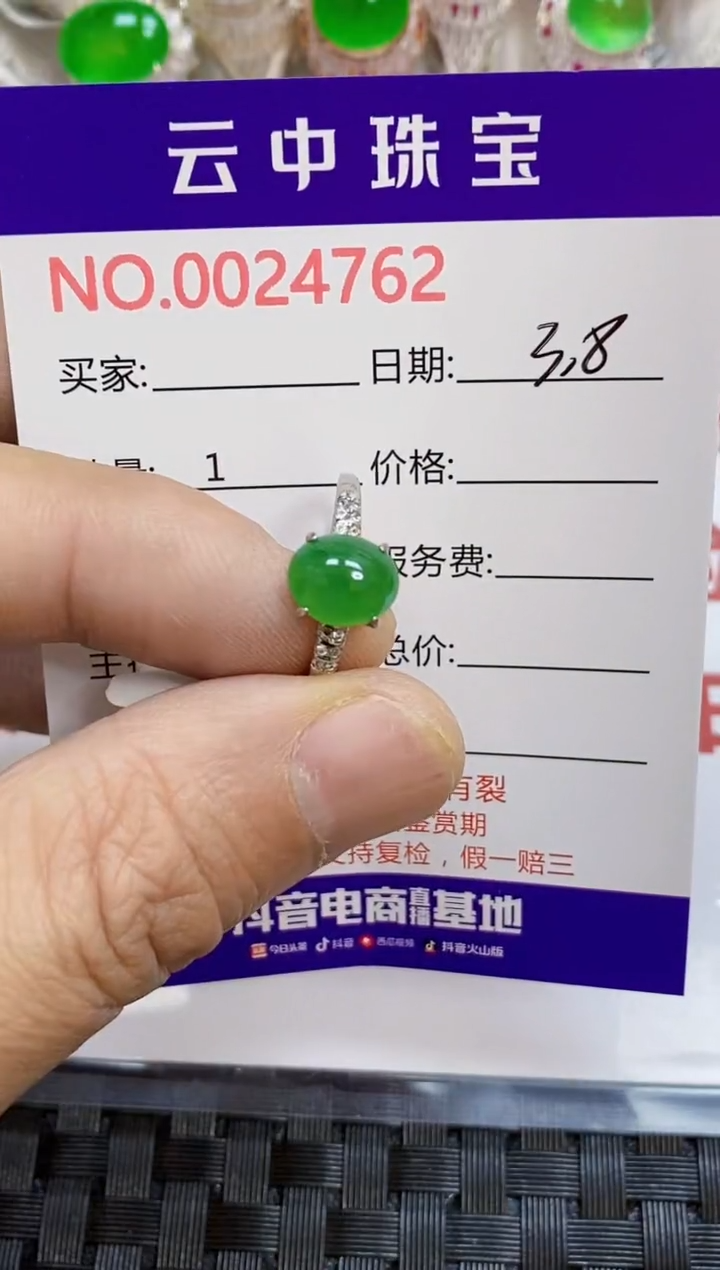 云中珠宝
NO.0024762
买家: 日期: 3,8
量: 1 价格:
服务费:
总价:
有裂
鉴赏期
支持复检，假一赔三
抖音电商直播基地
今日头条 抖音 西瓜视频 抖音火山版